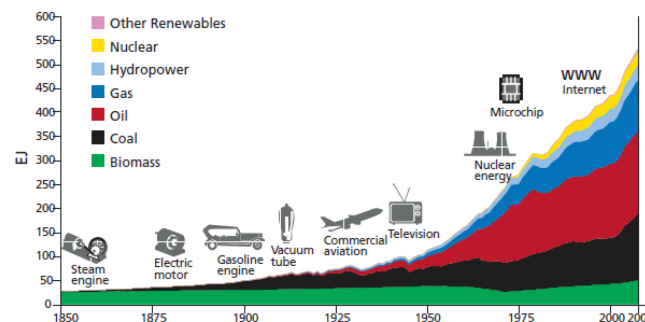 600
550
500
450
400
350
300
250
200
150
100
50
0
EJ
Other Renewables
Nuclear
Hydropower
Gas
Oil
Coal
Biomass
Steam
engine
Electric
motor
Gasoline
engine
Vacuum
tube
Commercial
aviation
Television
Nuclear
energy
Microchip
www
Internet
1850 1875 1900 1925 1950 1975 2000 200